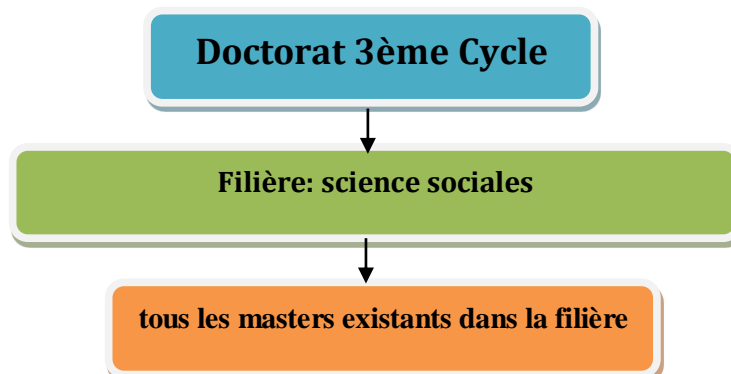 Doctorat 3ème Cycle
Filière: science sociales
tous les masters existants dans la filière